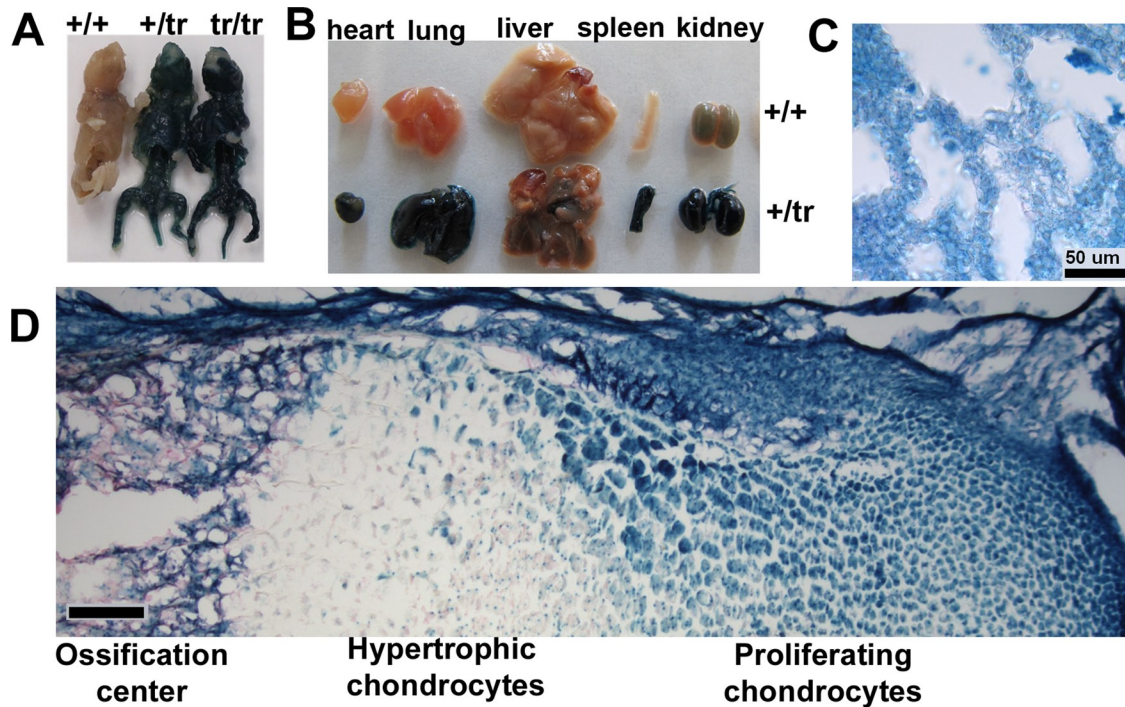 A
+/+ +/tr tr/tr
B
heart lung liver spleen kidney
+/+
+/tr
C
50 um
D
Ossification
center
Hypertrophic
chondrocytes
Proliferating
chondrocytes